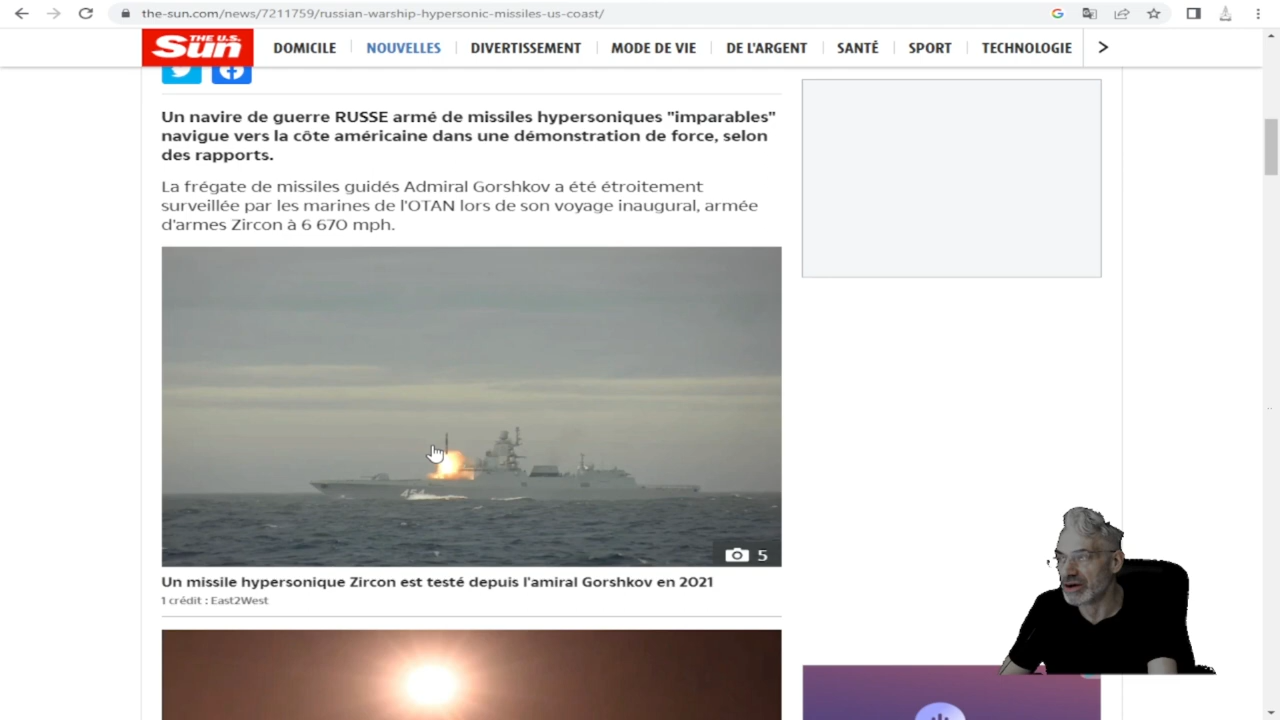 the-sun.com/news/7211759/russian-warship-hypersonic-missiles-us-coast/
THE U.S.
Sun
DOMICILE
NOUVELLES
DIVERTISSEMENT
MODE DE VIE
DE L'ARGENT
SANTÉ
SPORT
TECHNOLOGIE
Un navire de guerre RUSSE armé de missiles hypersoniques "imparables"
navigue vers la côte américaine dans une démonstration de force, selon
des rapports.
La frégate de missiles guidés Admiral Gorshkov a été étroitement
surveillée par les marines de l'OTAN lors de son voyage inaugural, armée
d'armes Zircon à 6 670 mph.
5
Un missile hypersonique Zircon est testé depuis l'amiral Gorshkov en 2021
1 crédit : East2West